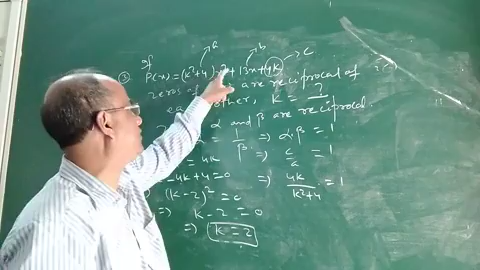 If a b c
③ P(x) = (k²+4) x² + 13x + 4k
zeros of are reciprocal of
each other, k = ?
α and β are reciprocal.
α = 1/β ⇒ α.β = 1
= 4k ⇒ c/a = 1
-4k+4=0 ⇒ 4k/k²+4 = 1
(k-2)² = 0
⇒ k-2 = 0
⇒ k = 2